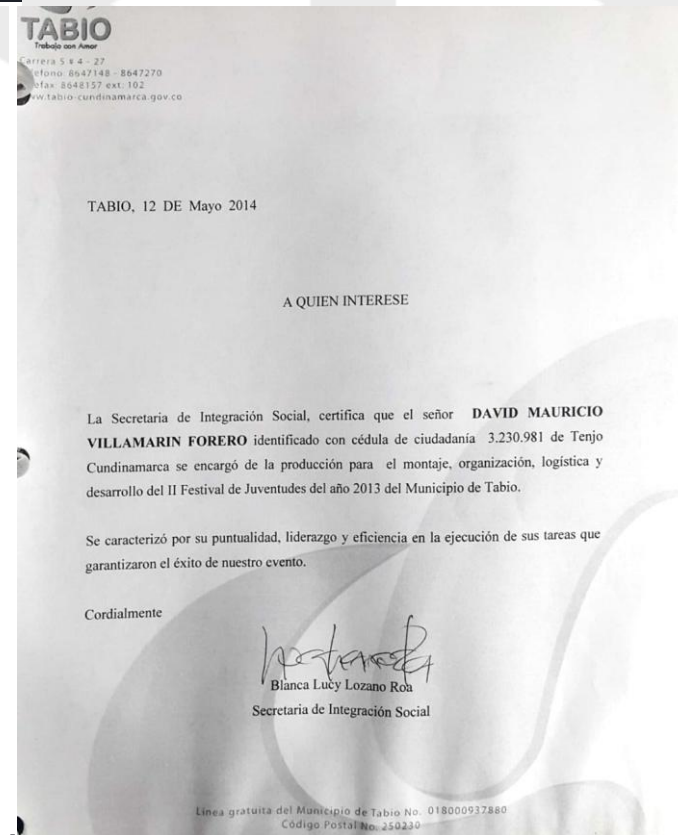 TABIO
Trabajo con Amor
Carrera 5 # 4 - 27
efono: 8647148 - 8647270
efax: 8648157 ext. 102
ww.tabio-cundinamarca.gov.co
TABIO, 12 DE Mayo 2014
A QUIEN INTERESE
La Secretaria de Integración Social, certifica que el señor DAVID MAURICIO
VILLAMARIN FORERO identificado con cédula de ciudadanía 3.230.981 de Tenjo
Cundinamarca se encargó de la producción para el montaje, organización, logística y
desarrollo del II Festival de Juventudes del año 2013 del Municipio de Tabio.
Se caracterizó por su puntualidad, liderazgo y eficiencia en la ejecución de sus tareas que
garantizaron el éxito de nuestro evento.
Cordialmente
Blanca Lucy Lozano Roa
Secretaria de Integración Social
Línea gratuita del Municipio de Tabio No. 018000937880
Código Postal No. 250230